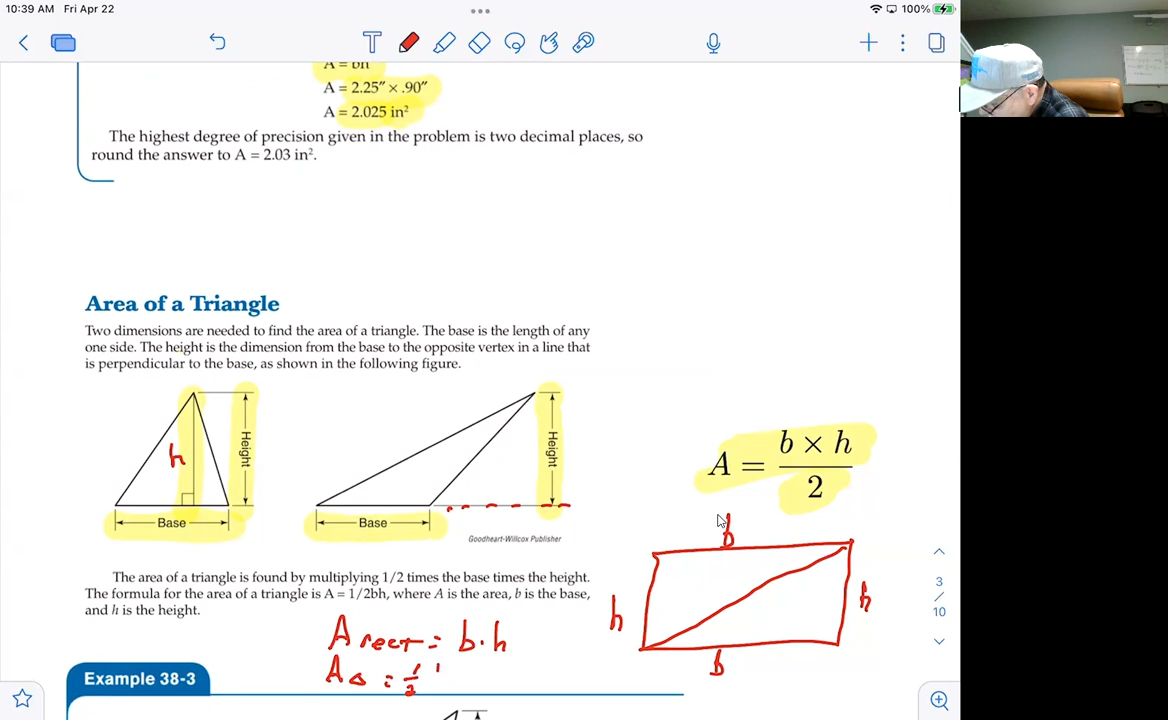 10:39 AM Fri Apr 22
100%
T
A = bh
A = 2.25″ × .90″
A = 2.025 in²
The highest degree of precision given in the problem is two decimal places, so
round the answer to A = 2.03 in².
Area of a Triangle
Two dimensions are needed to find the area of a triangle. The base is the length of any
one side. The height is the dimension from the base to the opposite vertex in a line that
is perpendicular to the base, as shown in the following figure.
h
Height
Base
Height
Base
Goodheart-Willcox Publisher
A = b × h / 2
b
h
h
b
The area of a triangle is found by multiplying 1/2 times the base times the height.
The formula for the area of a triangle is A = 1/2bh, where A is the area, b is the base,
and h is the height.
A rect = b · h
A△ = 1/2
Example 38-3
3
/
10